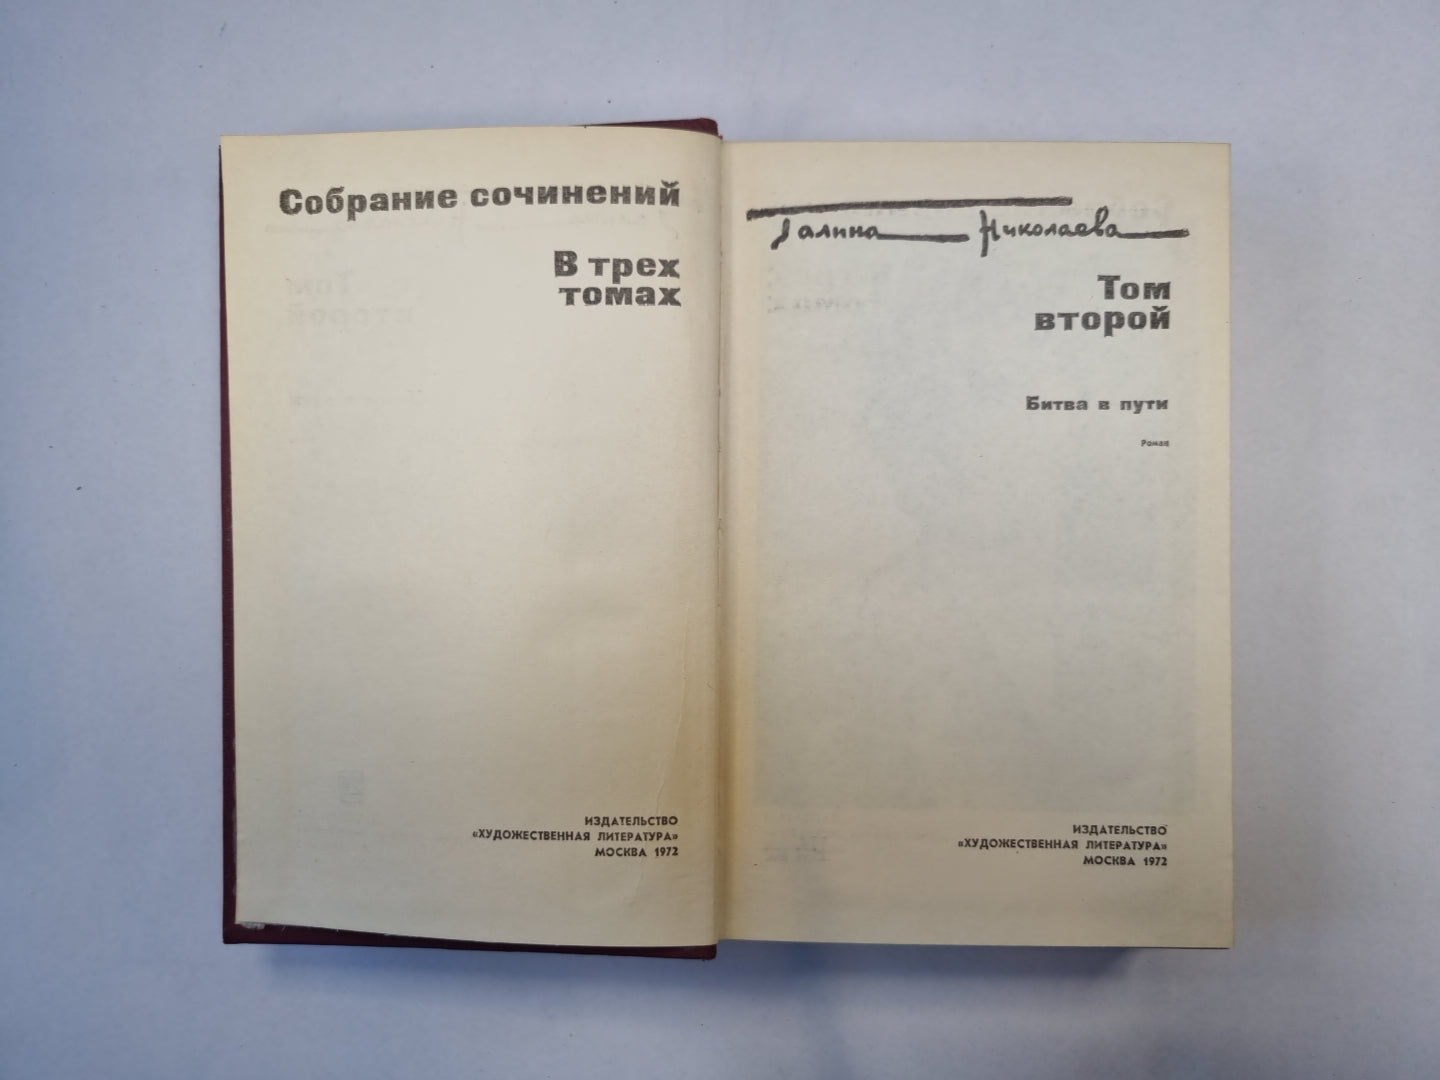 Собрание сочинений
В трех
томах
ИЗДАТЕЛЬСТВО
«ХУДОЖЕСТВЕННАЯ ЛИТЕРАТУРА»
МОСКВА 1972
Галина Николаева
Том
второй
Битва в пути
Роман
ИЗДАТЕЛЬСТВО
«ХУДОЖЕСТВЕННАЯ ЛИТЕРАТУРА»
МОСКВА 1972